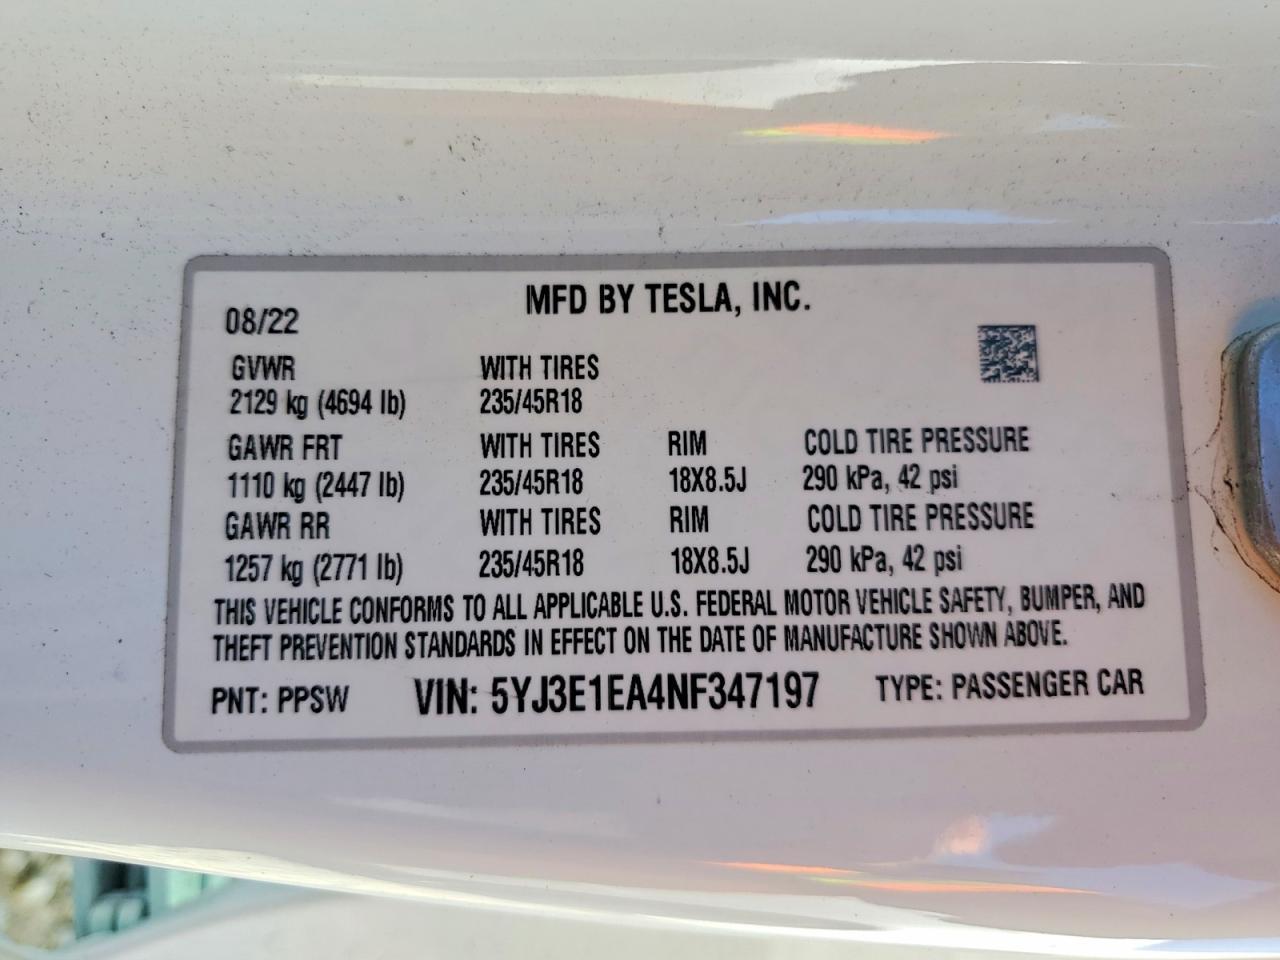 MFD BY TESLA, INC.
08/22
GVWR WITH TIRES
2129 kg (4694 lb) 235/45R18
GAWR FRT WITH TIRES RIM COLD TIRE PRESSURE
1110 kg (2447 lb) 235/45R18 18X8.5J 290 kPa, 42 psi
GAWR RR WITH TIRES RIM COLD TIRE PRESSURE
1257 kg (2771 lb) 235/45R18 18X8.5J 290 kPa, 42 psi
THIS VEHICLE CONFORMS TO ALL APPLICABLE U.S. FEDERAL MOTOR VEHICLE SAFETY, BUMPER, AND
THEFT PREVENTION STANDARDS IN EFFECT ON THE DATE OF MANUFACTURE SHOWN ABOVE.
PNT: PPSW VIN: 5YJ3E1EA4NF347197 TYPE: PASSENGER CAR